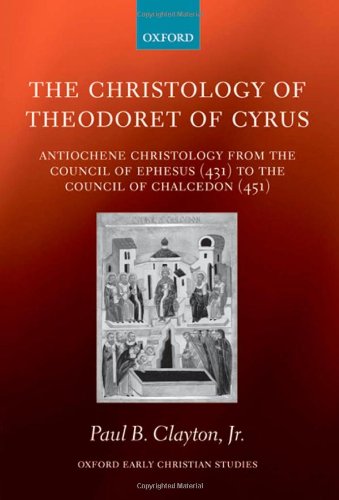 OXFORD
THE CHRISTOLOGY OF
THEODORET OF CYRUS
ANTIOCHENE CHRISTOLOGY FROM THE
COUNCIL OF EPHESUS (431) TO THE
COUNCIL OF CHALCEDON (451)
Paul B. Clayton, Jr.
OXFORD EARLY CHRISTIAN STUDIES